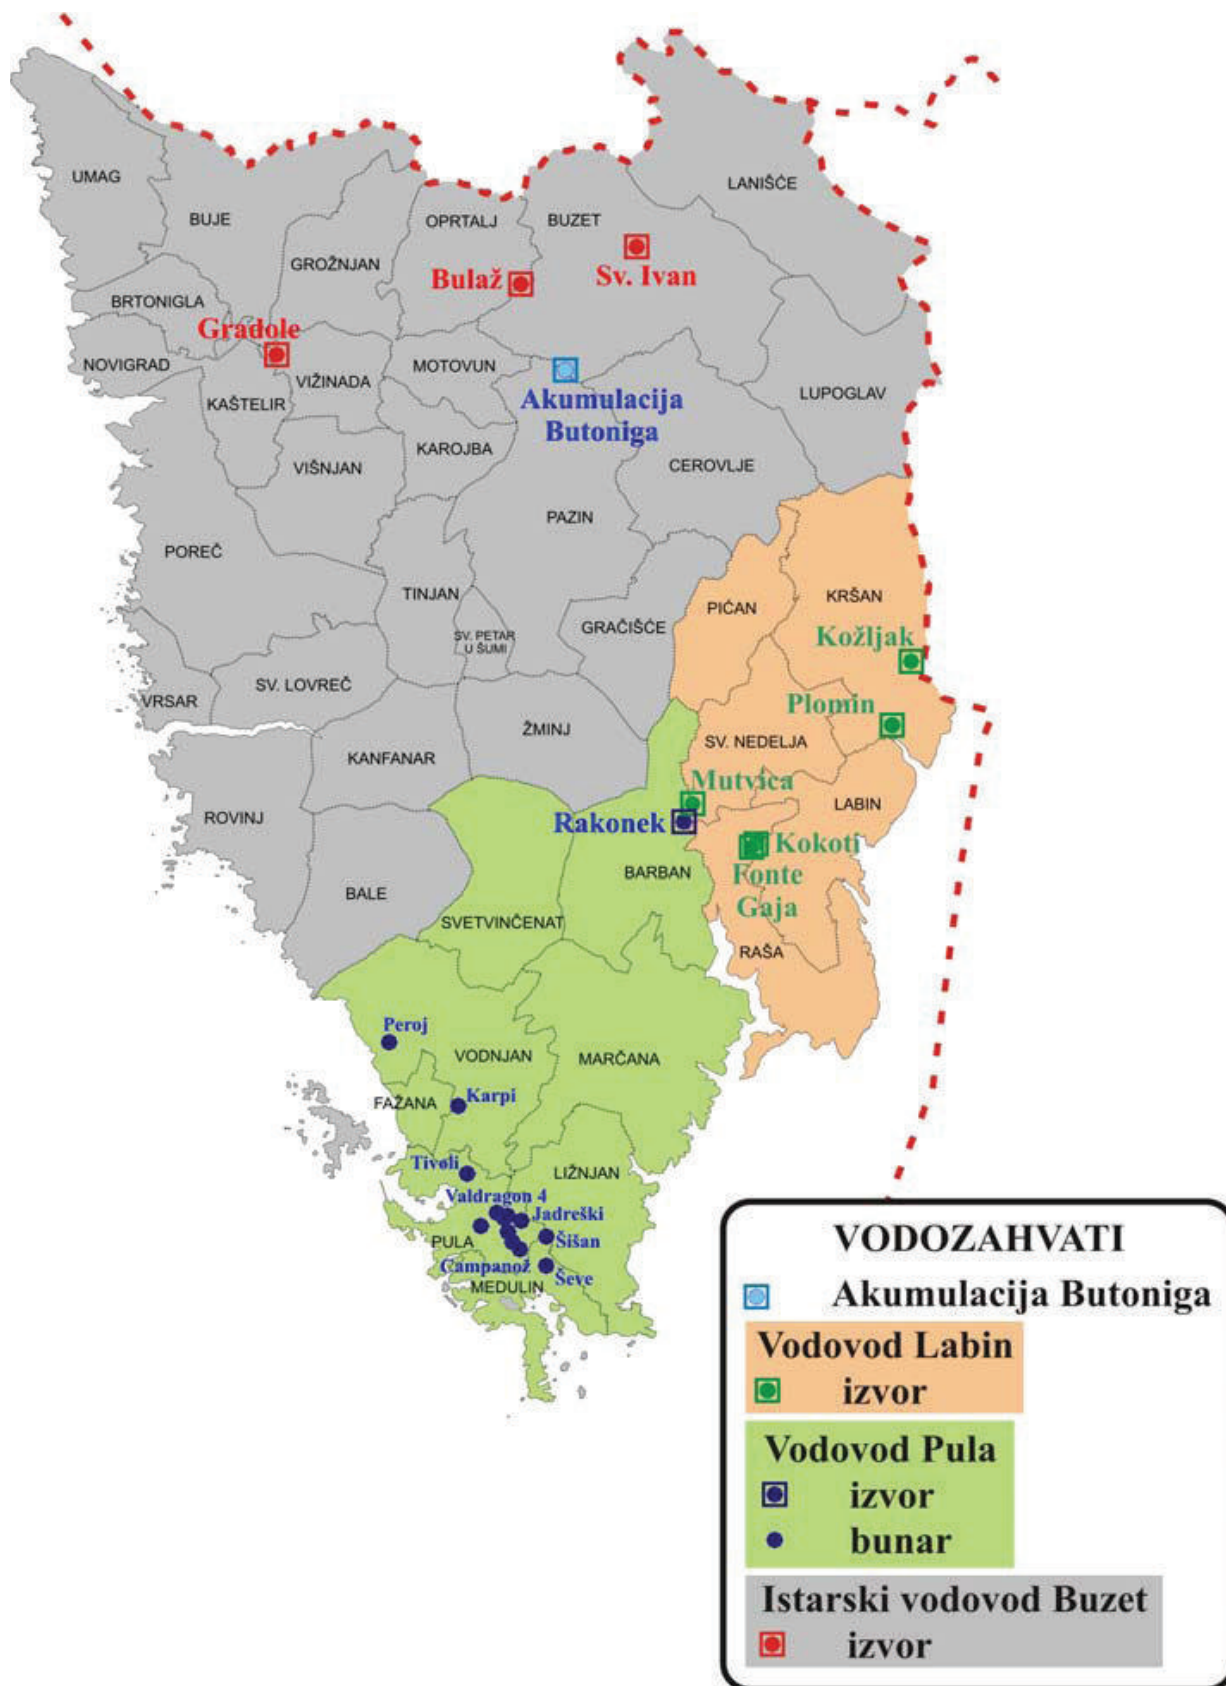 LANIŠĆE
UMAG
BUJE
OPRTALJ
BUZET
GROŽNJAN
Bulaž
Sv. Ivan
BRTONIGLA
Gradole
NOVIGRAD
VIŽINADA
MOTOVUN
KAŠTELIR
LUPOGLAV
Akumulacija
Butoniga
KAROJBA
VIŠNJAN
CEROVLJE
PAZIN
POREČ
TINJAN
PIĆAN
KRŠAN
GRAČIŠĆE
SV. PETAR
U ŠUMI
Kožljak
SV. LOVREČ
VRSAR
Plomin
ŽMINJ
SV. NEDELJA
KANFANAR
Mutvica
LABIN
ROVINJ
Rakonek
Kokoti
BARBAN
Fonte
Gaja
BALE
SVETVINČENAT
RAŠA
Peroj
VODNJAN
MARČANA
FAŽANA
Karpi
Tivoli
LIŽNJAN
Valdragon 4
Jadreški
PULA
Šišan
Campanož
Ševe
MEDULIN
VODOZAHVATI
Akumulacija Butoniga
Vodovod Labin
izvor
Vodovod Pula
izvor
bunar
Istarski vodovod Buzet
izvor